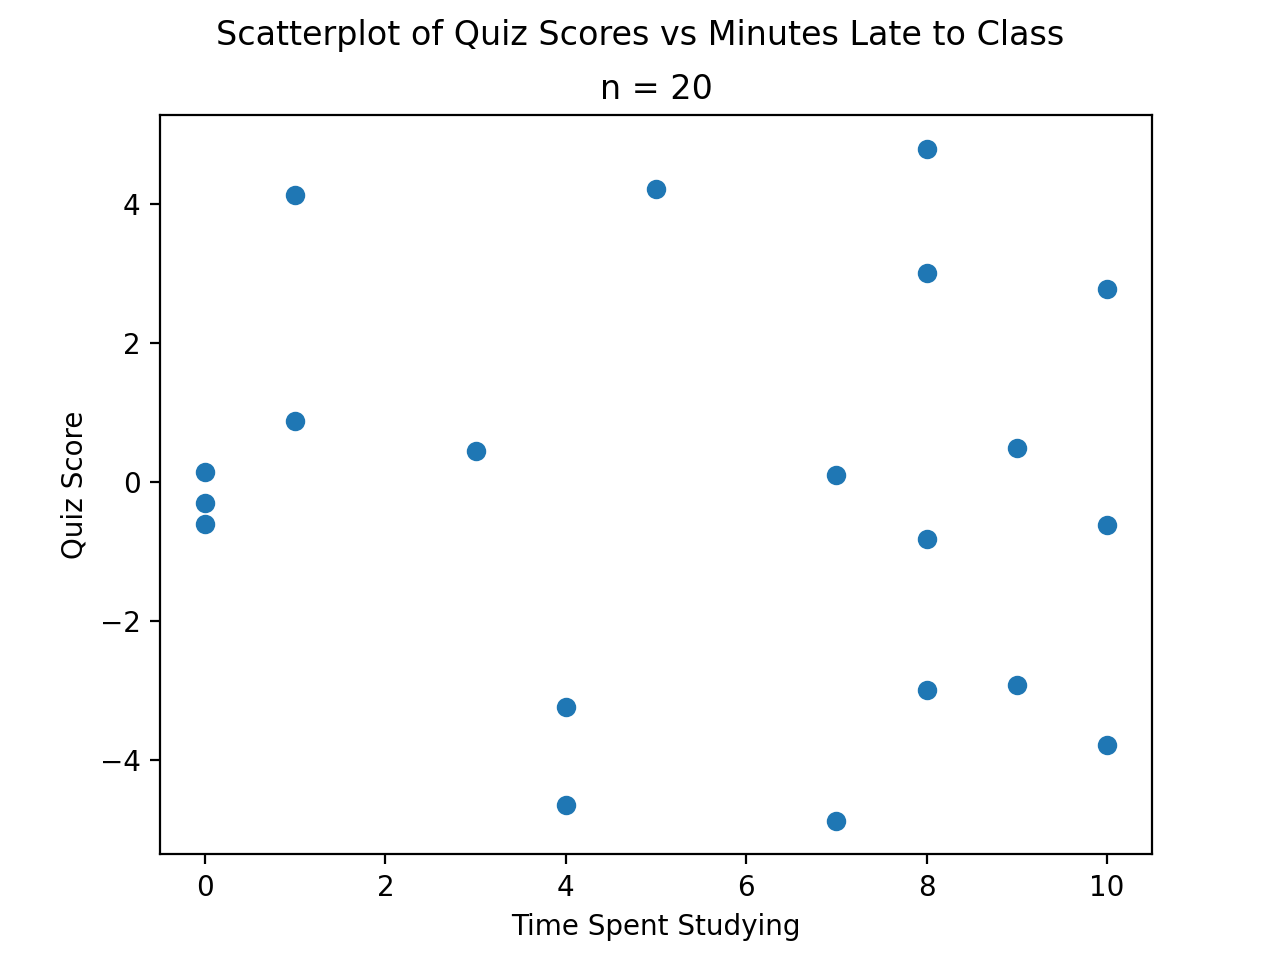 Scatterplot of Quiz Scores vs Minutes Late to Class
n = 20
4
2
0
−2
−4
Quiz Score
0 2 4 6 8 10
Time Spent Studying